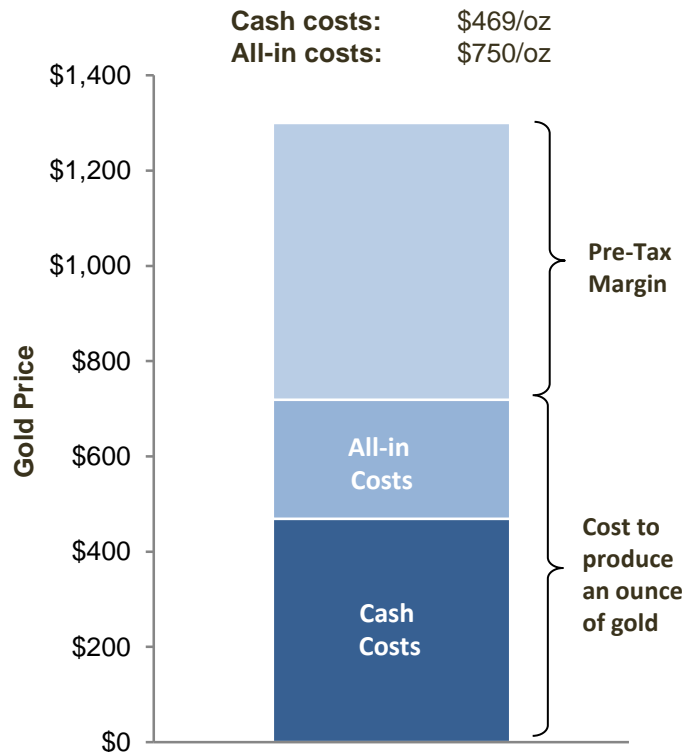 Cash costs: $469/oz
All-in costs: $750/oz
$1,400
$1,200
$1,000
$800
$600
$400
$200
$0
Gold Price
All-in
Costs
Cash
Costs
Pre-Tax
Margin
Cost to
produce
an ounce
of gold